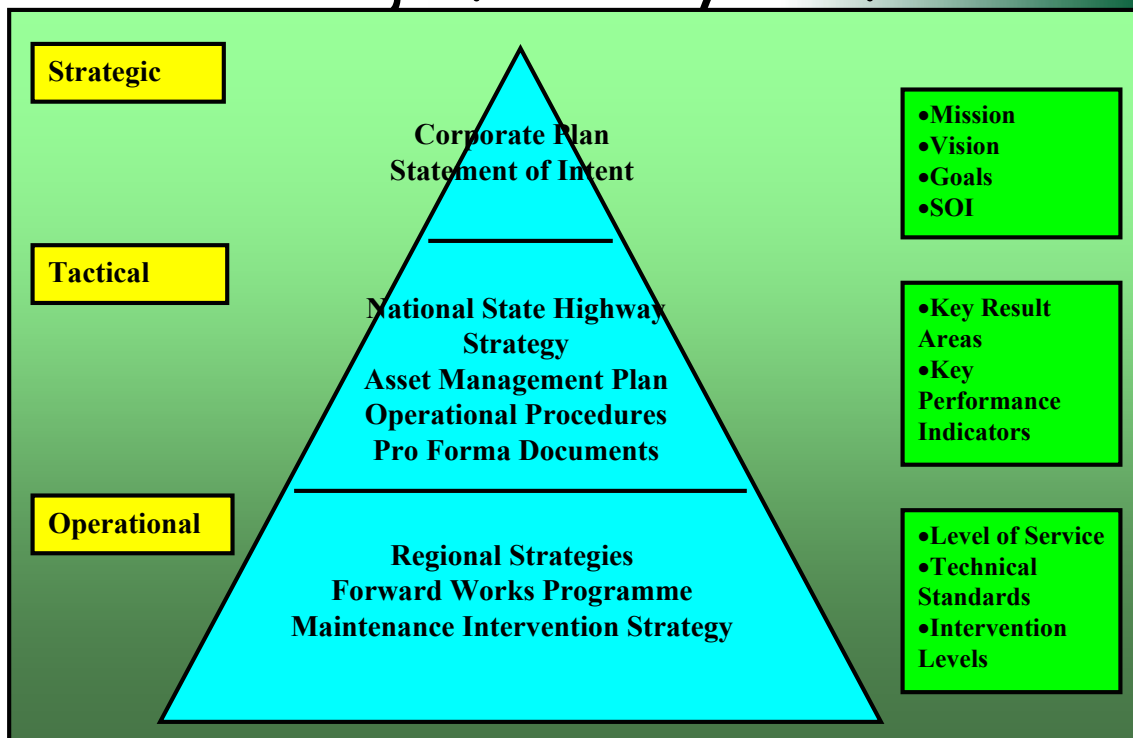 Strategic
Corporate Plan
Statement of Intent
•Mission
•Vision
•Goals
•SOI
Tactical
National State Highway
Strategy
Asset Management Plan
Operational Procedures
Pro Forma Documents
•Key Result
Areas
•Key
Performance
Indicators
Operational
Regional Strategies
Forward Works Programme
Maintenance Intervention Strategy
•Level of Service
•Technical
Standards
•Intervention
Levels